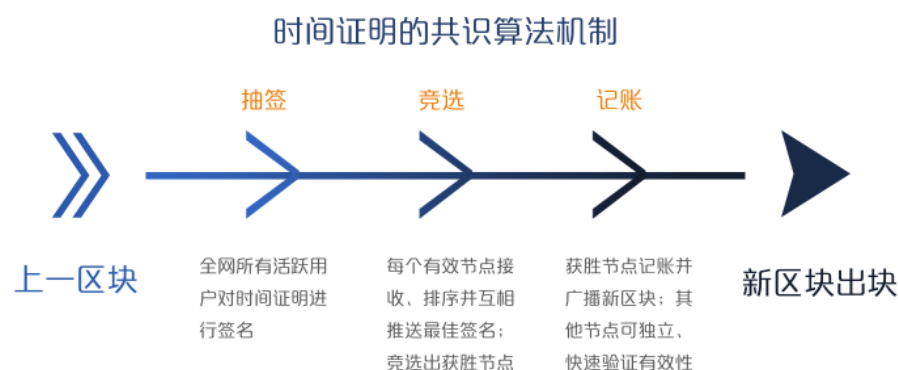 时间证明的共识算法机制
抽签
竞选
记账
上一区块
全网所有活跃用
户对时间证明进
行签名
每个有效节点接
收、排序并互相
推送最佳签名；
竞选出获胜节点
获胜节点记账并
广播新区块；其
他节点可独立、
快速验证有效性
新区块出块